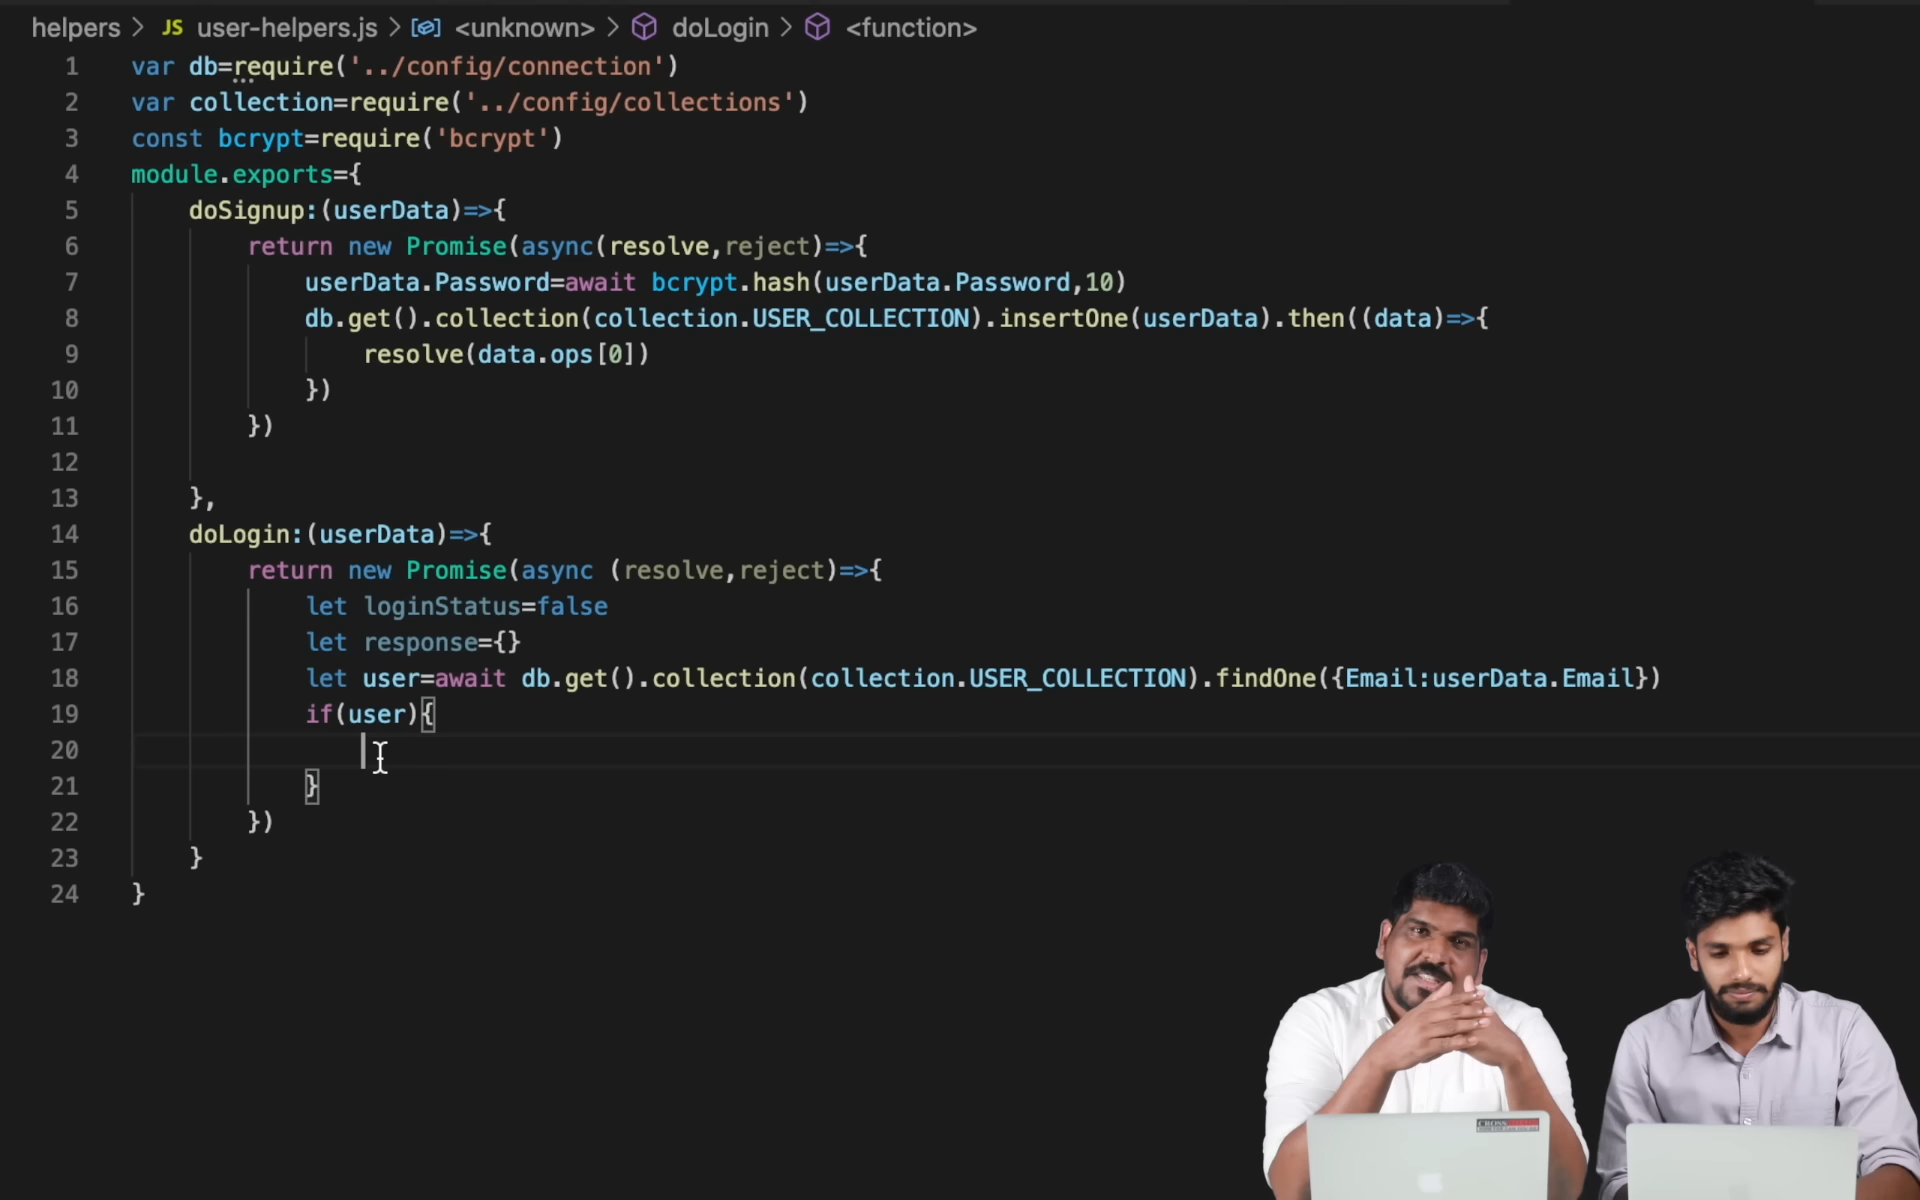 helpers > JS user-helpers.js > <unknown> > doLogin > <function>
1 var db=require('../config/connection')
2 var collection=require('../config/collections')
3 const bcrypt=require('bcrypt')
4 module.exports={
5 doSignup:(userData)=>{
6 return new Promise(async(resolve,reject)=>{
7 userData.Password=await bcrypt.hash(userData.Password,10)
8 db.get().collection(collection.USER_COLLECTION).insertOne(userData).then((data)=>{
9 resolve(data.ops[0])
10 })
11 })
12
13 },
14 doLogin:(userData)=>{
15 return new Promise(async (resolve,reject)=>{
16 let loginStatus=false
17 let response={}
18 let user=await db.get().collection(collection.USER_COLLECTION).findOne({Email:userData.Email})
19 if(user){
20
21 }
22 })
23 }
24 }
CROSS